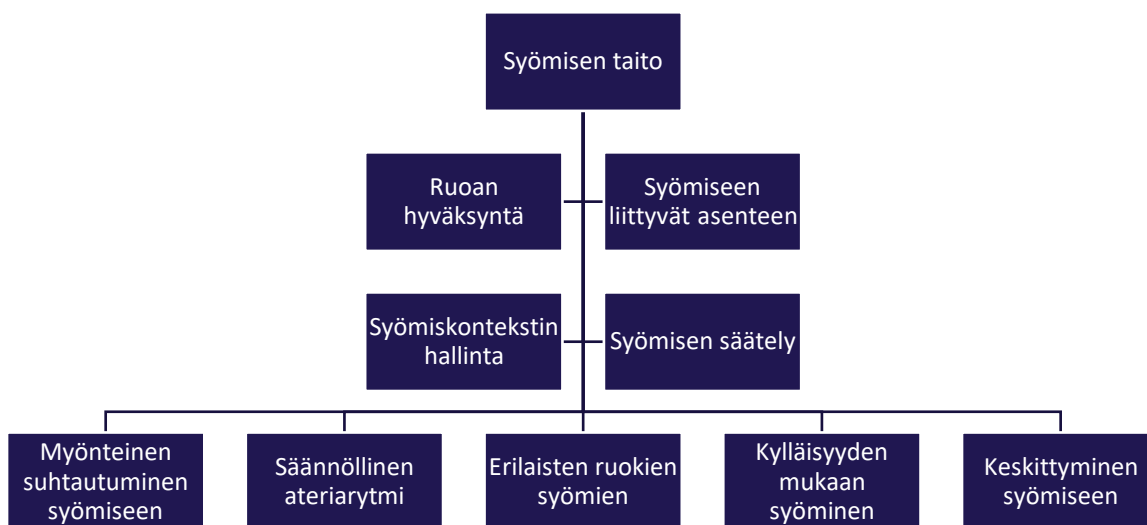 Syömisen taito
Ruoan
hyväksyntä
Syömiseen
liittyvät asenteen
Syömiskontekstin
hallinta
Syömisen säätely
Myönteinen
suhtautuminen
syömiseen
Säännöllinen
ateriarytmi
Erilaisten ruokien
syömien
Kylläisyyden
mukaan
syöminen
Keskittyminen
syömiseen